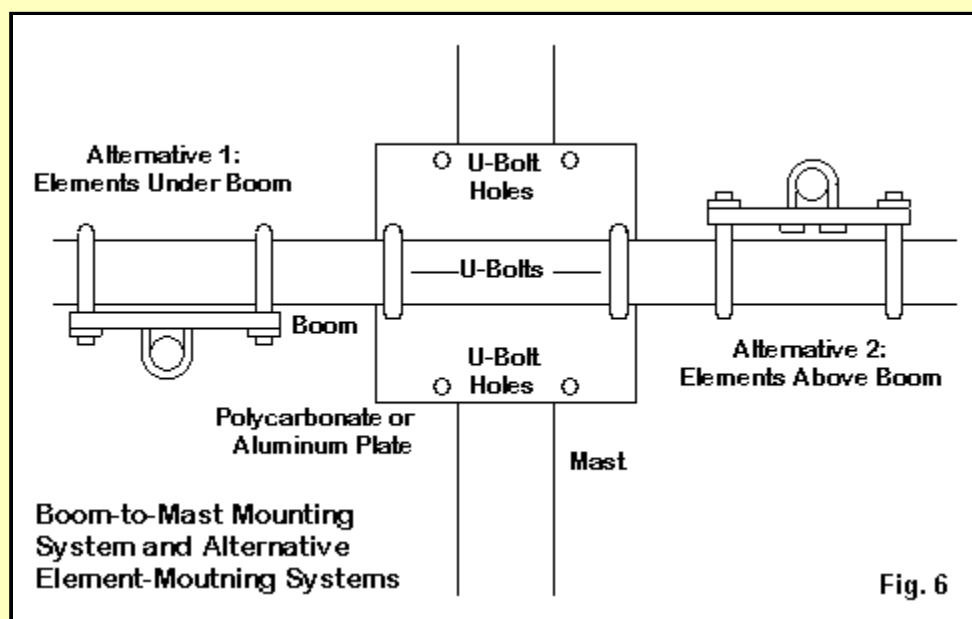 Alternative 1:
Elements Under Boom
U-Bolt
Holes
U-Bolts
Boom
U-Bolt
Holes
Alternative 2:
Elements Above Boom
Polycarbonate or
Aluminum Plate
Mast
Boom-to-Mast Mounting
System and Alternative
Element-Moutning Systems
Fig. 6